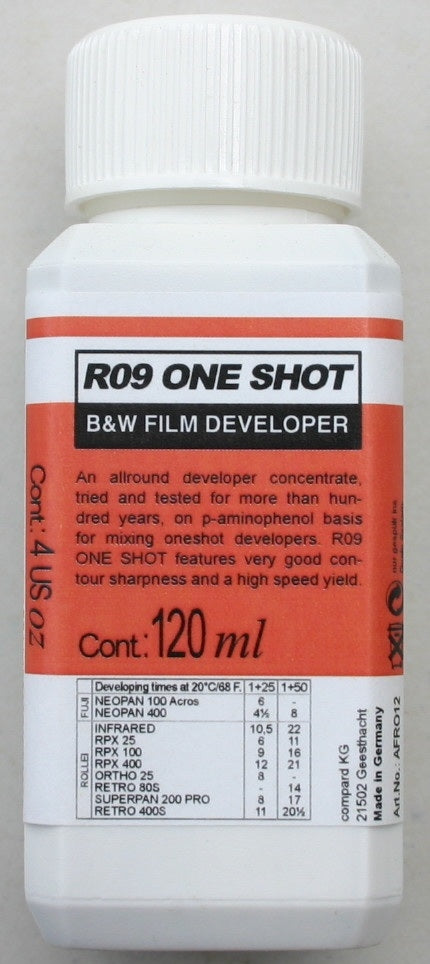 R09 ONE SHOT
B&W FILM DEVELOPER
An allround developer concentrate,
tried and tested for more than hun-
dred years, on p-aminophenol basis
for mixing oneshot developers. R09
ONE SHOT features very good con-
tour sharpness and a high speed yield.
Cont.: 120 ml
Cont: 4 US oz
Developing times at 20°C/68 F. 1+25 1+50
FUJI
NEOPAN 100 Acros 6 -
NEOPAN 400 4½ 8
ROLLEI
INFRARED 10,5 22
RPX 25 6 11
RPX 100 9 16
RPX 400 12 21
ORTHO 25 8 -
RETRO 80S - 14
SUPERPAN 200 PRO 8 17
RETRO 400S 11 20½
compard KG
21502 Geesthacht
Made in Germany
Art.No.: AFRO12